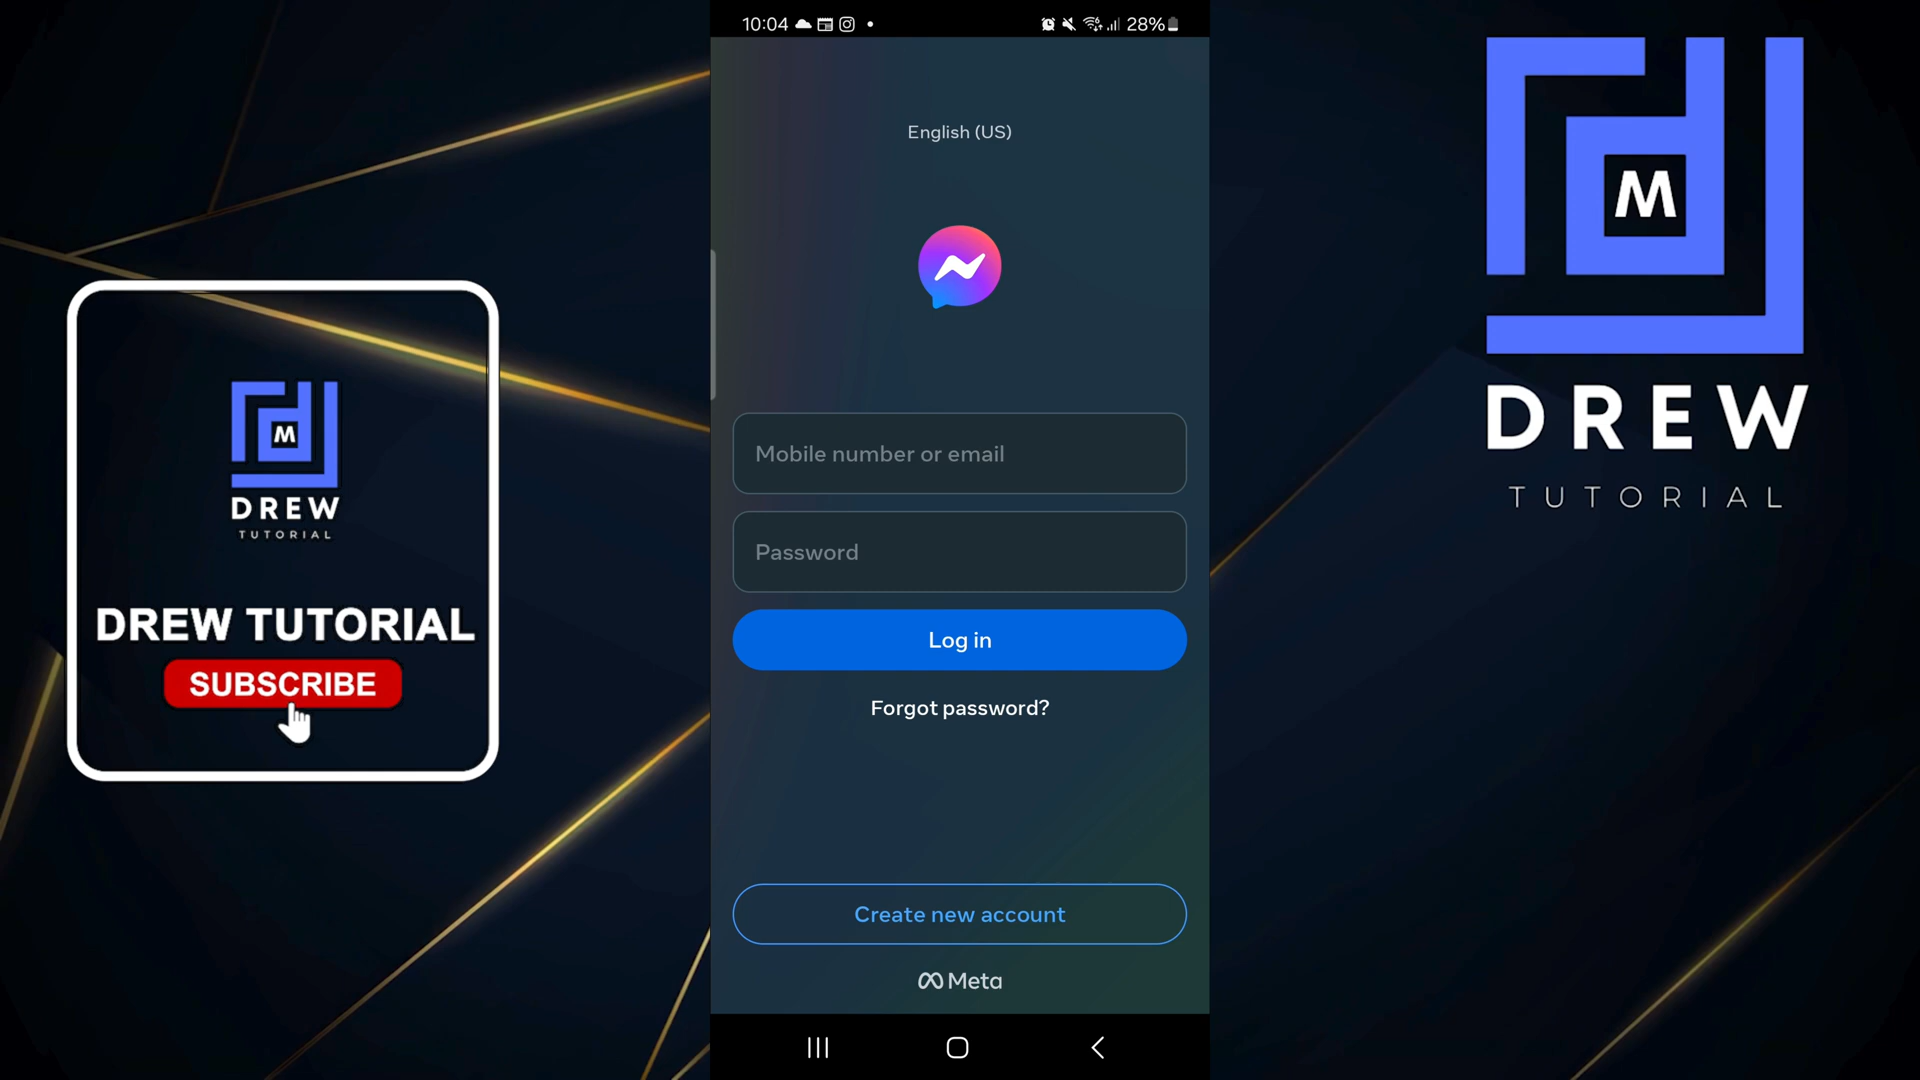 10:04
28%
English (US)
Mobile number or email
Password
Log in
Forgot password?
Create new account
Meta
M
DREW
TUTORIAL
DREW TUTORIAL
SUBSCRIBE
M
DREW
TUTORIAL